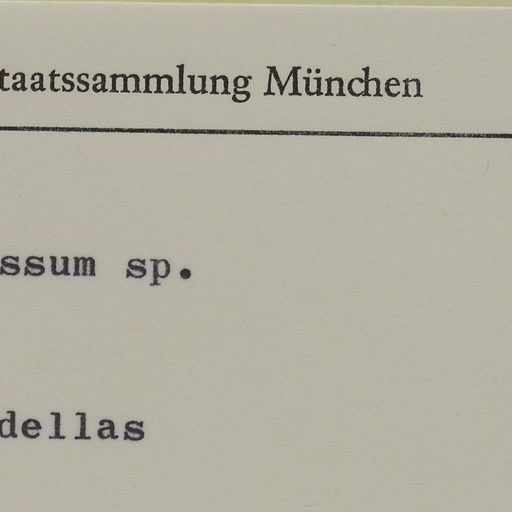 taatssammlung München
ssum sp.
dellas